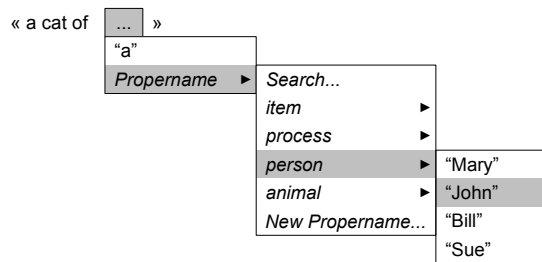 « a cat of ... »
“a”
Propername ►
Search...
item ►
process ►
person ►
animal ►
New Propername...
“Mary”
“John”
“Bill”
“Sue”